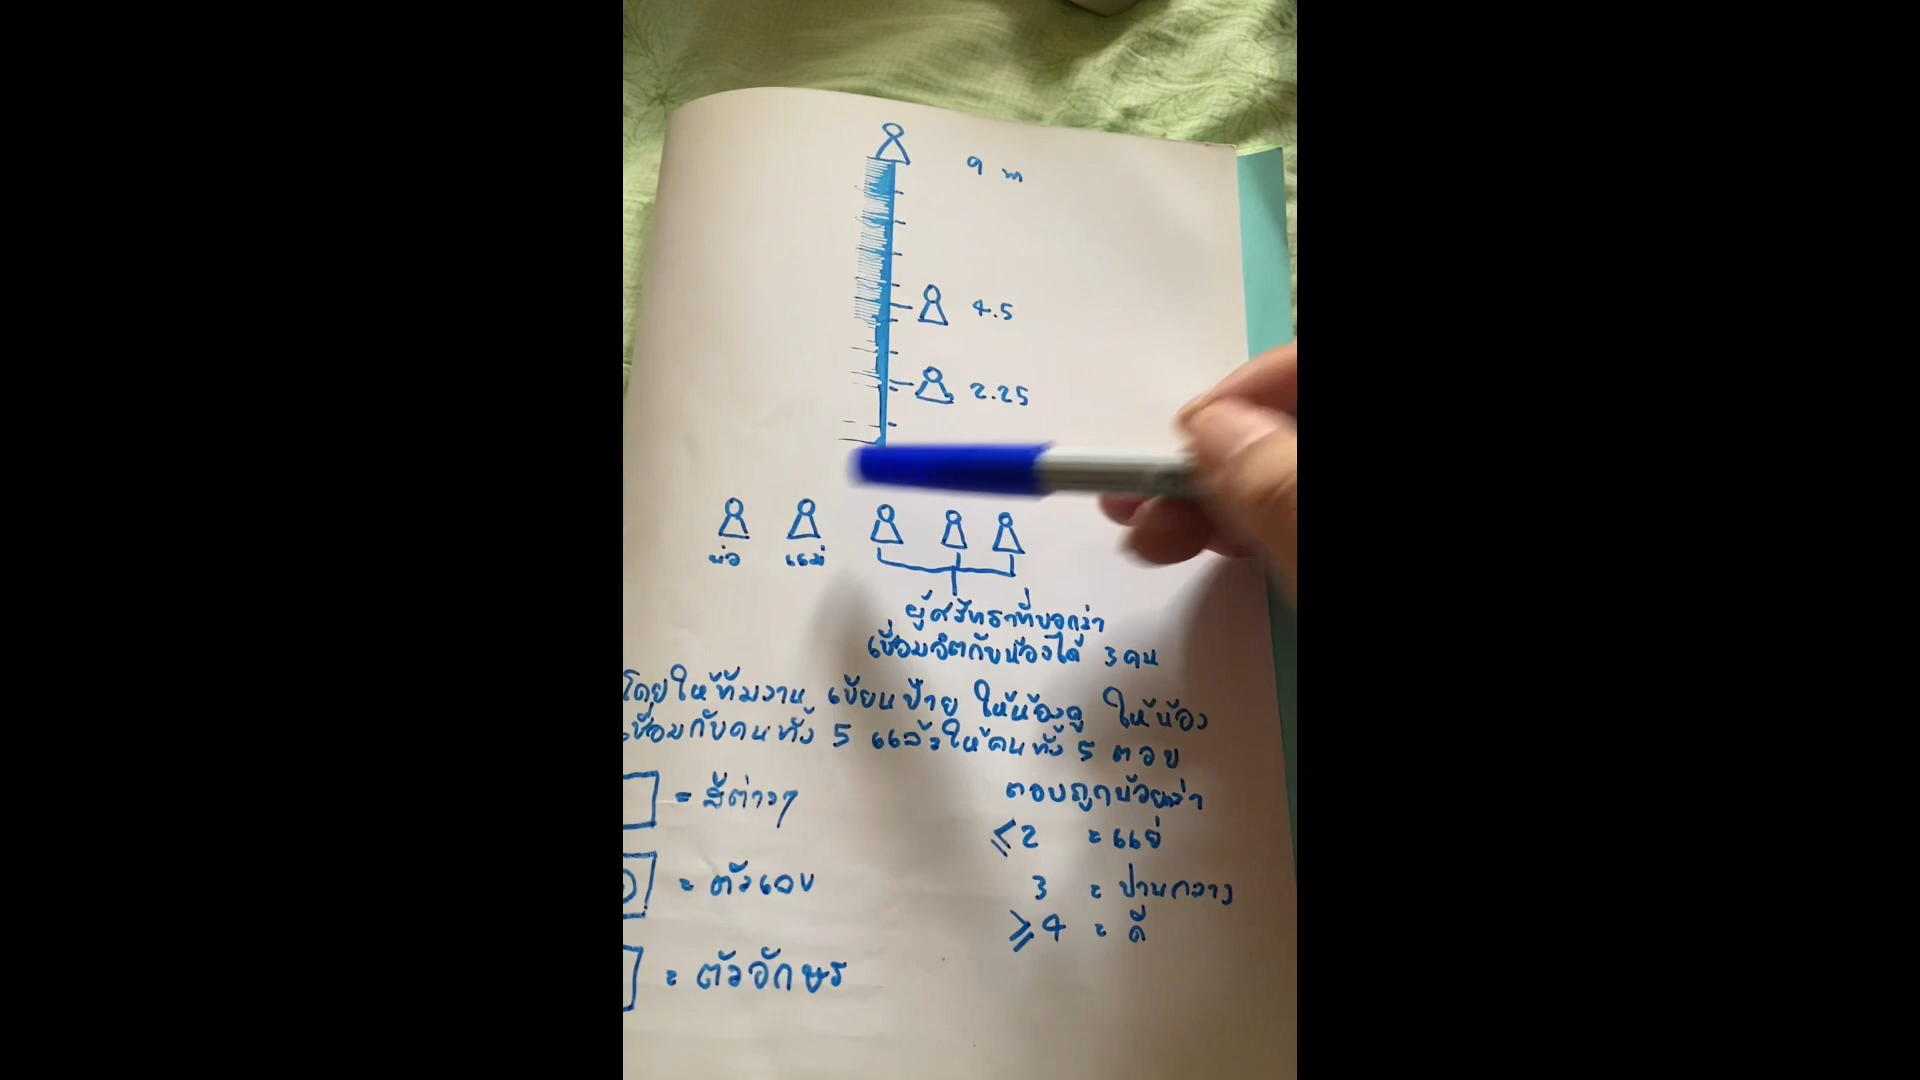 9 m
4.5
2.25
พ่อ
แม่
ผู้ศรัทธาที่บอกว่า
เชื่อมจิตกับน้องได้ 3 คน
โดยให้ทีมงาน เขียนป้าย ให้น้องดู ให้น้อง
เชื่อมกับคนทั้ง 5 แล้วให้คนทั้ง 5 ตอบ
= สีต่างๆ
= ตัวเลข
= ตัวอักษร
ตอบถูกน้อยกว่า
≤2 = แย่
3 = ปานกลาง
≥4 = ดี